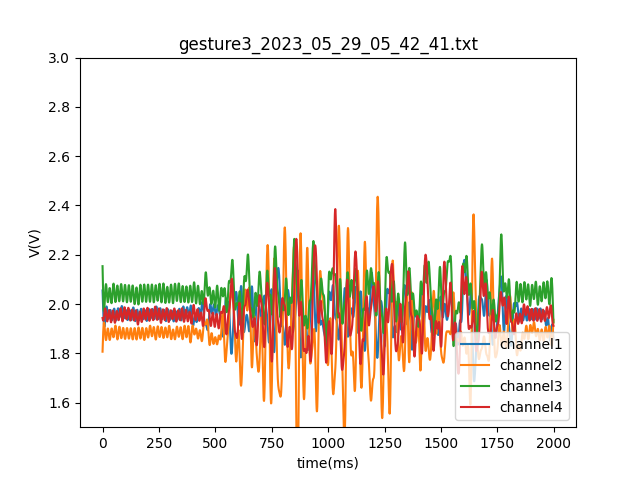 gesture3_2023_05_29_05_42_41.txt
3.0
2.8
2.6
2.4
2.2
2.0
1.8
1.6
V(V)
channel1
channel2
channel3
channel4
0 250 500 750 1000 1250 1500 1750 2000
time(ms)